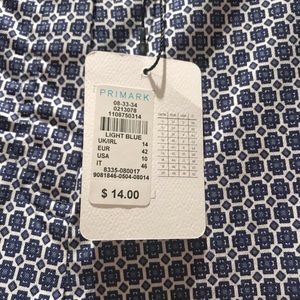 PRIMARK
08-33-34
0213078
1108750314
LIGHT BLUE
UK/IRL 14
EUR 42
USA 10
IT 46
8335-080017
9081846-0504-08014
$ 14.00